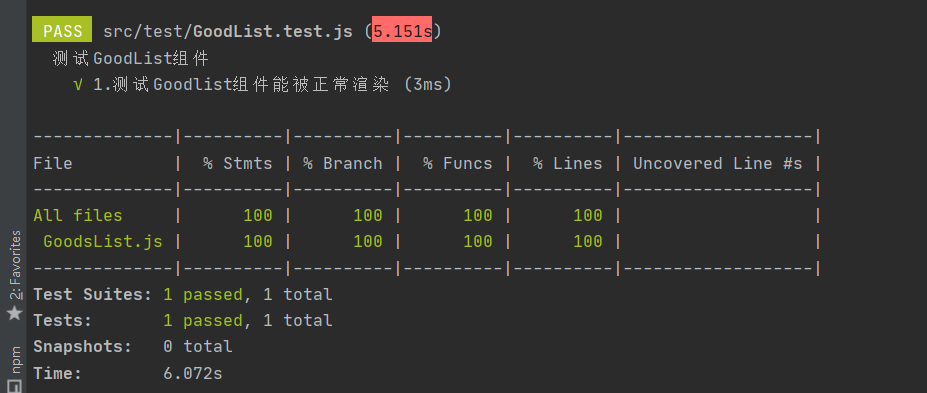 PASS src/test/GoodList.test.js (5.151s)
测试GoodList组件
√ 1.测试Goodlist组件能被正常渲染 (3ms)
--------------|----------|----------|----------|----------|-------------------|
File | % Stmts | % Branch | % Funcs | % Lines | Uncovered Line #s |
--------------|----------|----------|----------|----------|-------------------|
All files | 100 | 100 | 100 | 100 | |
GoodsList.js | 100 | 100 | 100 | 100 | |
--------------|----------|----------|----------|----------|-------------------|
Test Suites: 1 passed, 1 total
Tests: 1 passed, 1 total
Snapshots: 0 total
Time: 6.072s
2: Favorites
npm